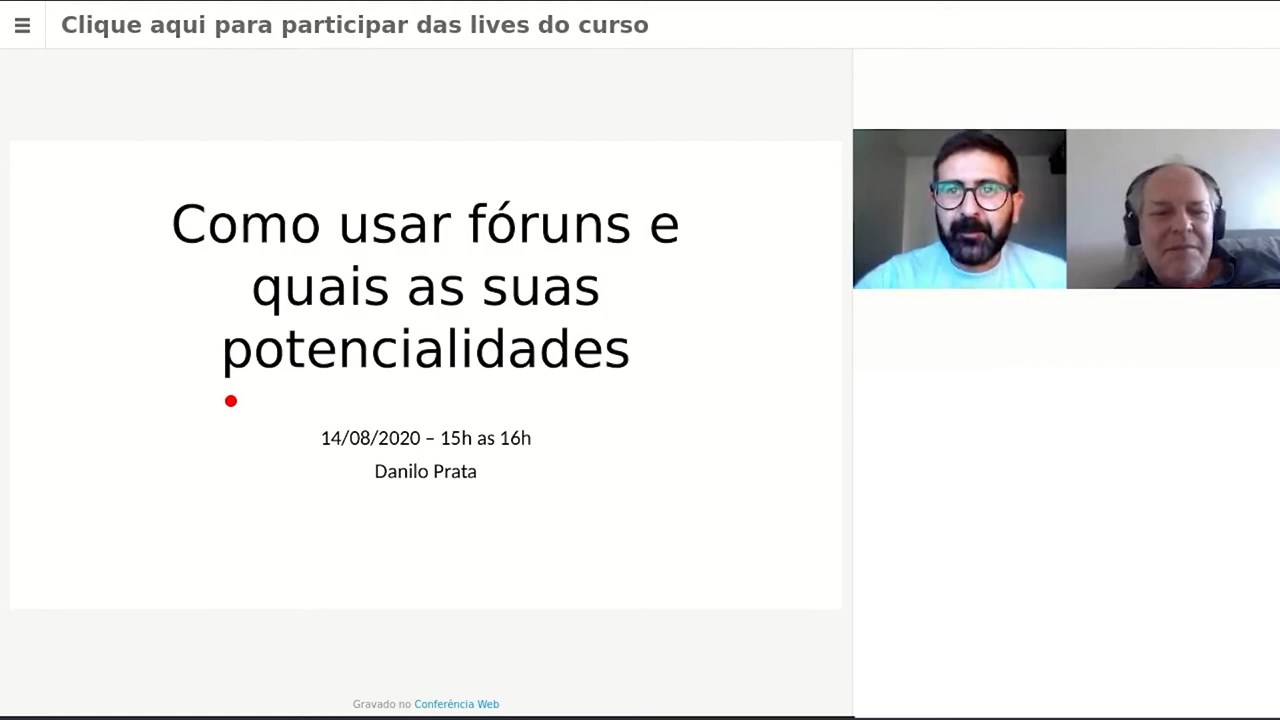 Clique aqui para participar das lives do curso
Como usar fóruns e
quais as suas
potencialidades
14/08/2020 – 15h as 16h
Danilo Prata
Gravado no Conferência Web